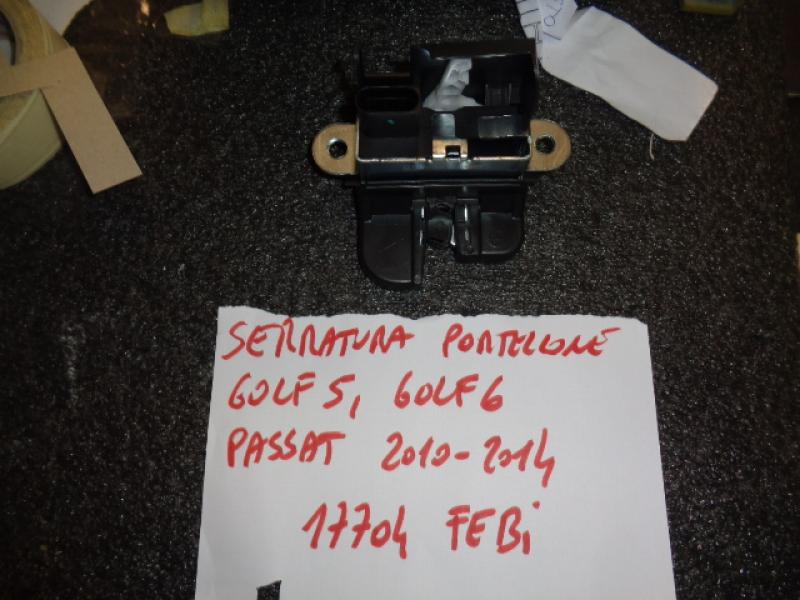 SERRATURA PORTELLONE
GOLF 5, GOLF 6
PASSAT 2010-2014
17704 FEBi